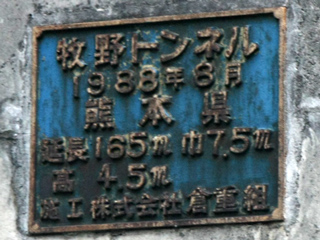 牧野トンネル
1988年8月
熊本県
延長165m 巾7.5m
高 4.5m
施工 株式会社倉重組